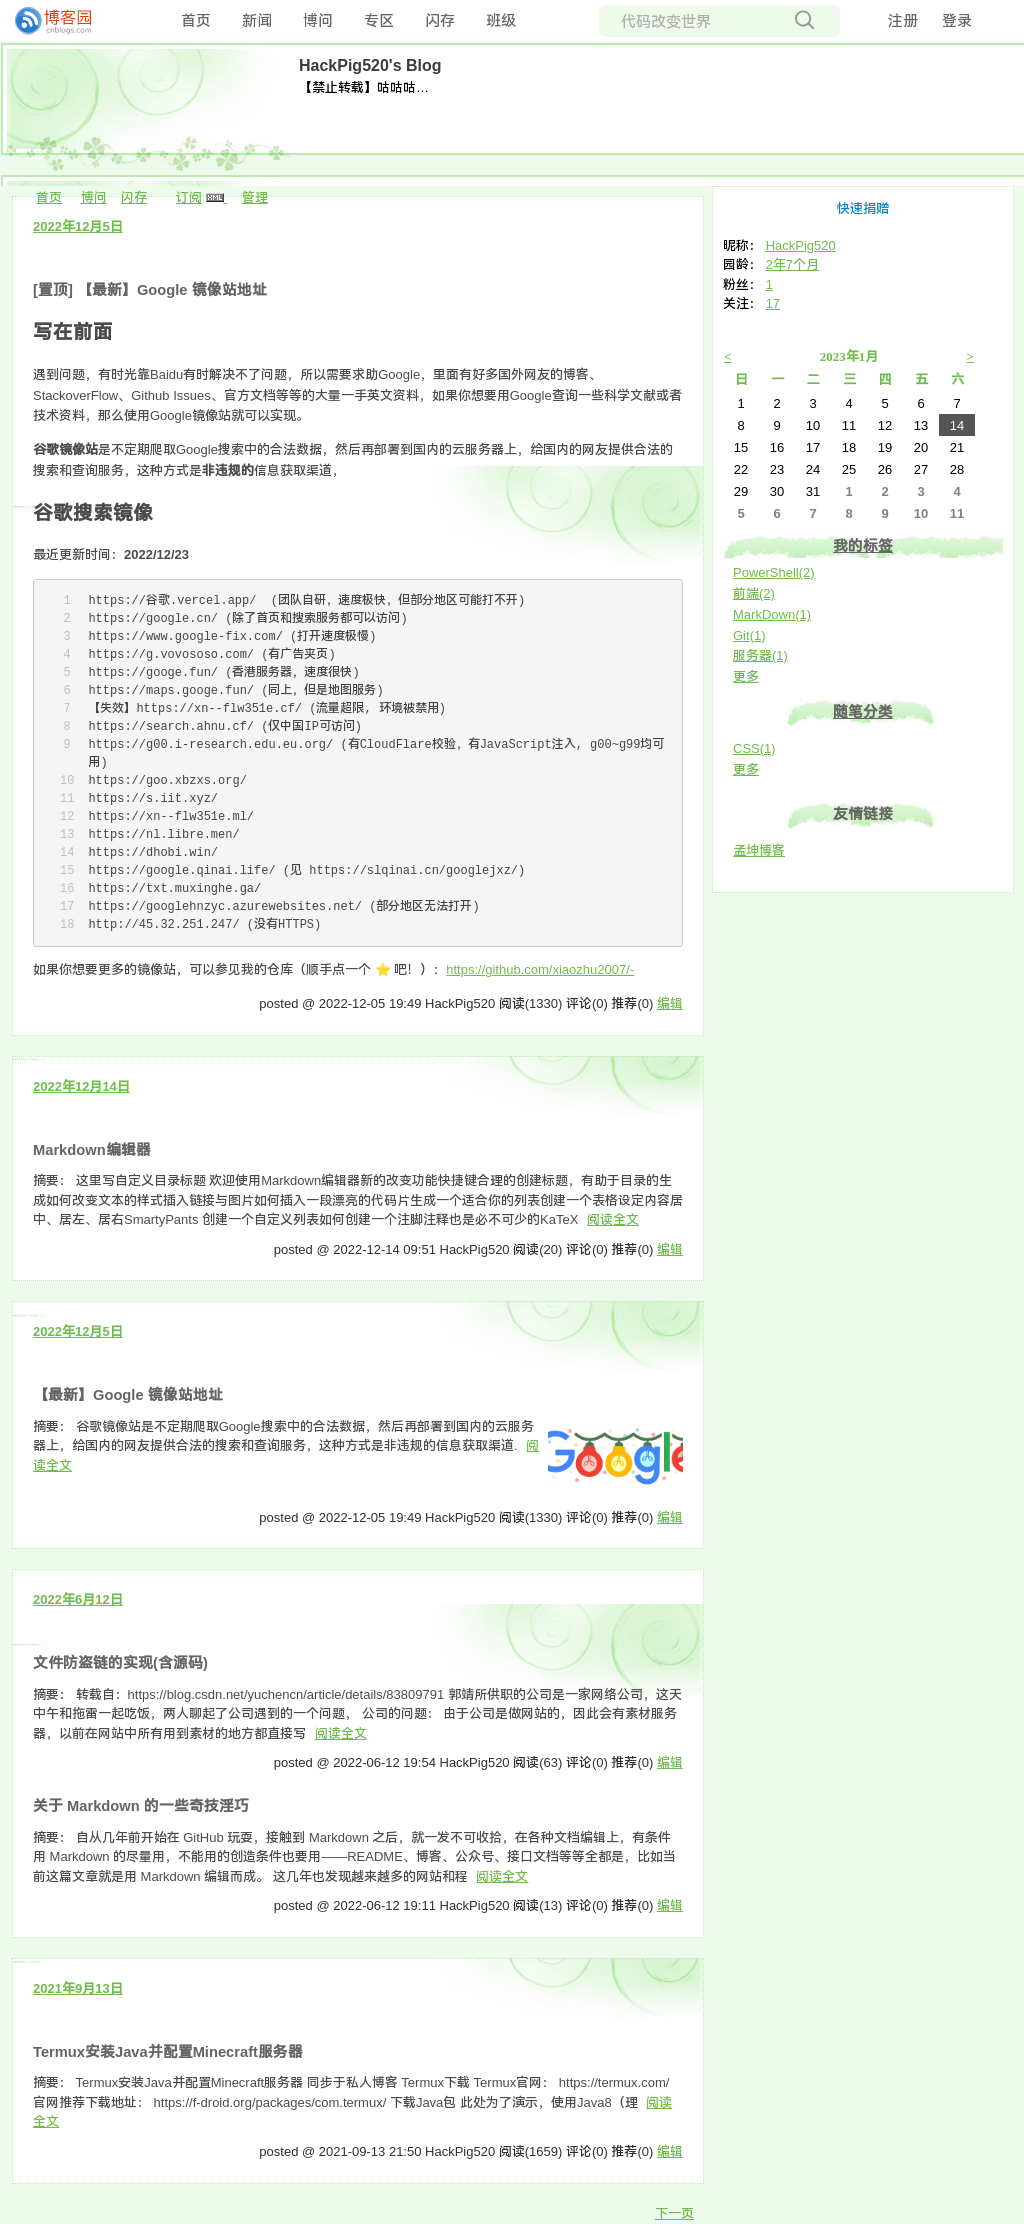 博客园
cnblogs.com
首页 新闻 博问 专区 闪存 班级
代码改变世界
注册 登录
HackPig520's Blog
【禁止转载】咕咕咕…
首页 博问 闪存 订阅 XML 管理
2022年12月5日
[置顶] 【最新】Google 镜像站地址
写在前面
遇到问题，有时光靠Baidu有时解决不了问题，所以需要求助Google，里面有好多国外网友的博客、
StackoverFlow、Github Issues、官方文档等等的大量一手英文资料，如果你想要用Google查询一些科学文献或者
技术资料，那么使用Google镜像站就可以实现。
谷歌镜像站是不定期爬取Google搜索中的合法数据，然后再部署到国内的云服务器上，给国内的网友提供合法的
搜索和查询服务，这种方式是非违规的信息获取渠道，
谷歌搜索镜像
最近更新时间：2022/12/23
1 https://谷歌.vercel.app/ (团队自研，速度极快，但部分地区可能打不开)
2 https://google.cn/ (除了首页和搜索服务都可以访问)
3 https://www.google-fix.com/ (打开速度极慢)
4 https://g.vovososo.com/ (有广告夹页)
5 https://googe.fun/ (香港服务器，速度很快)
6 https://maps.googe.fun/ (同上，但是地图服务)
7 【失效】https://xn--flw351e.cf/ (流量超限, 环境被禁用)
8 https://search.ahnu.cf/ (仅中国IP可访问)
9 https://g00.i-research.edu.eu.org/ (有CloudFlare校验，有JavaScript注入, g00~g99均可
用)
10 https://goo.xbzxs.org/
11 https://s.iit.xyz/
12 https://xn--flw351e.ml/
13 https://nl.libre.men/
14 https://dhobi.win/
15 https://google.qinai.life/ (见 https://slqinai.cn/googlejxz/)
16 https://txt.muxinghe.ga/
17 https://googlehnzyc.azurewebsites.net/ (部分地区无法打开)
18 http://45.32.251.247/ (没有HTTPS)
如果你想要更多的镜像站，可以参见我的仓库（顺手点一个 ⭐ 吧！）：https://github.com/xiaozhu2007/-
posted @ 2022-12-05 19:49 HackPig520 阅读(1330) 评论(0) 推荐(0) 编辑
2022年12月14日
Markdown编辑器
摘要： 这里写自定义目录标题 欢迎使用Markdown编辑器新的改变功能快捷键合理的创建标题，有助于目录的生
成如何改变文本的样式插入链接与图片如何插入一段漂亮的代码片生成一个适合你的列表创建一个表格设定内容居
中、居左、居右SmartyPants 创建一个自定义列表如何创建一个注脚注释也是必不可少的KaTeX 阅读全文
posted @ 2022-12-14 09:51 HackPig520 阅读(20) 评论(0) 推荐(0) 编辑
2022年12月5日
【最新】Google 镜像站地址
摘要： 谷歌镜像站是不定期爬取Google搜索中的合法数据，然后再部署到国内的云服务
器上，给国内的网友提供合法的搜索和查询服务，这种方式是非违规的信息获取渠道. 阅
读全文
Google
posted @ 2022-12-05 19:49 HackPig520 阅读(1330) 评论(0) 推荐(0) 编辑
2022年6月12日
文件防盗链的实现(含源码)
摘要： 转载自：https://blog.csdn.net/yuchencn/article/details/83809791 郭靖所供职的公司是一家网络公司，这天
中午和拖雷一起吃饭，两人聊起了公司遇到的一个问题， 公司的问题： 由于公司是做网站的，因此会有素材服务
器，以前在网站中所有用到素材的地方都直接写 阅读全文
posted @ 2022-06-12 19:54 HackPig520 阅读(63) 评论(0) 推荐(0) 编辑
关于 Markdown 的一些奇技淫巧
摘要： 自从几年前开始在 GitHub 玩耍，接触到 Markdown 之后，就一发不可收拾，在各种文档编辑上，有条件
用 Markdown 的尽量用，不能用的创造条件也要用——README、博客、公众号、接口文档等等全都是，比如当
前这篇文章就是用 Markdown 编辑而成。 这几年也发现越来越多的网站和程 阅读全文
posted @ 2022-06-12 19:11 HackPig520 阅读(13) 评论(0) 推荐(0) 编辑
2021年9月13日
Termux安装Java并配置Minecraft服务器
摘要： Termux安装Java并配置Minecraft服务器 同步于私人博客 Termux下载 Termux官网： https://termux.com/
官网推荐下载地址： https://f-droid.org/packages/com.termux/ 下载Java包 此处为了演示，使用Java8（理 阅读
全文
posted @ 2021-09-13 21:50 HackPig520 阅读(1659) 评论(0) 推荐(0) 编辑
下一页
快速捐赠
昵称： HackPig520
园龄： 2年7个月
粉丝： 1
关注： 17
< 2023年1月 >
日 一 二 三 四 五 六
1 2 3 4 5 6 7
8 9 10 11 12 13 14
15 16 17 18 19 20 21
22 23 24 25 26 27 28
29 30 31 1 2 3 4
5 6 7 8 9 10 11
我的标签
PowerShell(2)
前端(2)
MarkDown(1)
Git(1)
服务器(1)
更多
随笔分类
CSS(1)
更多
友情链接
孟坤博客